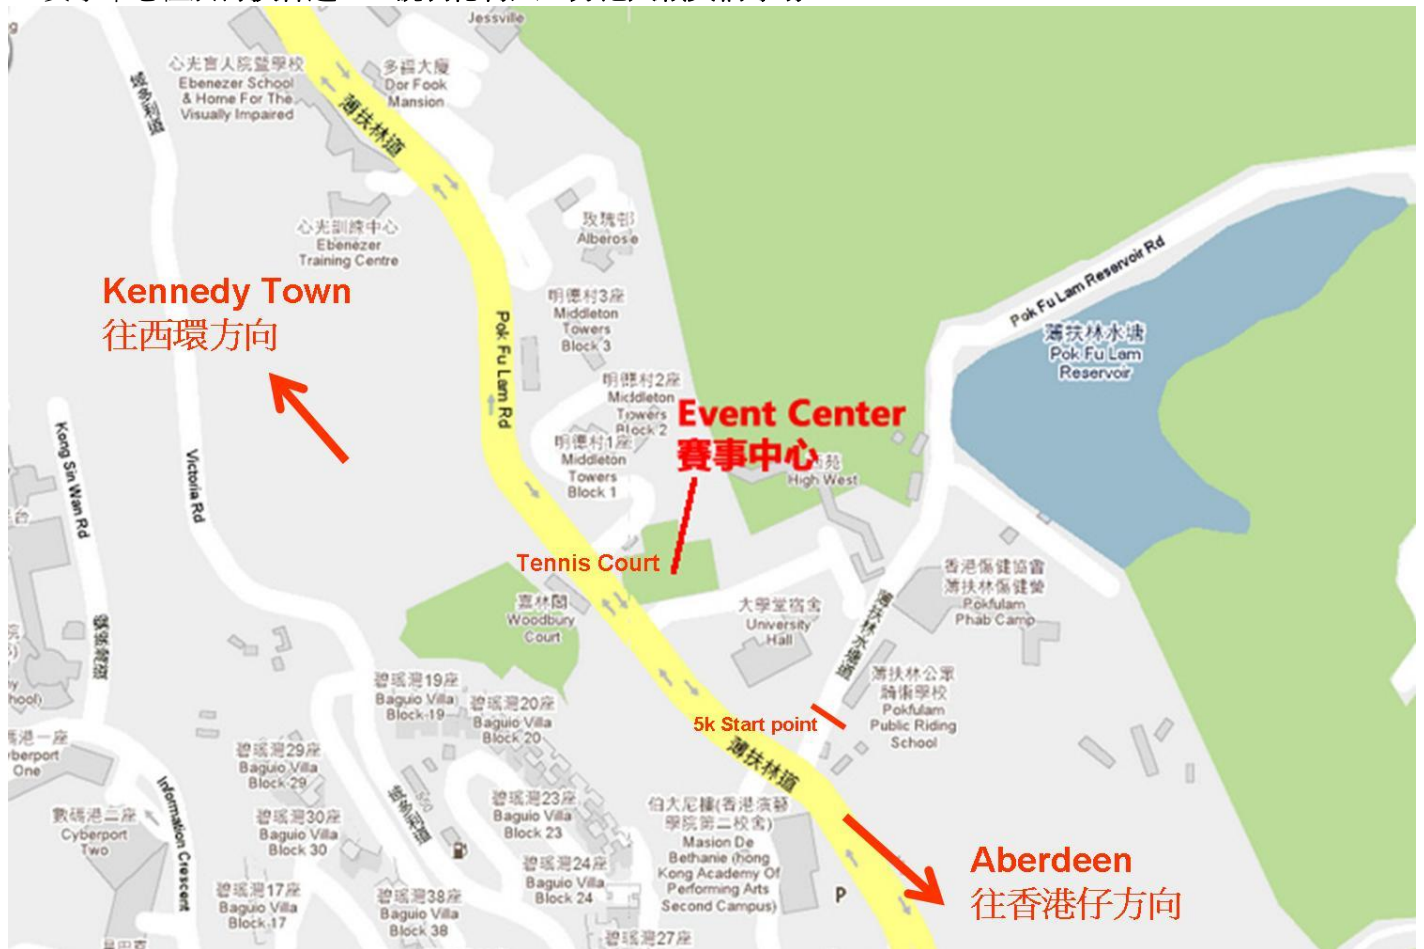 Jessville
心光盲人院暨學校
Ebenezer School
& Home For The
Visually Impaired
多福大廈
Dor Fook
Mansion
薄扶林道
心光訓練中心
Ebenezer
Training Centre
玫瑰邨
Alberose
Kennedy Town
往西環方向
明德村3座
Middleton
Towers
Block 3
Pok Fu Lam Rd
明德村2座
Middleton
Towers
Block 2
明德村1座
Middleton
Towers
Block 1
Event Center
賽事中心
High West
Pok Fu Lam Reservoir Rd
薄扶林水塘
Pok Fu Lam
Reservoir
Kong Sin Wan Rd
Victoria Rd
Tennis Court
嘉林閣
Woodbury
Court
大學堂宿舍
University
Hall
薄扶林水塘道
香港傷健協會
薄扶林傷健營
Pokfulam
Phab Camp
薄扶林公眾
騎術學校
Pokfulam
Public Riding
School
5k Start point
薄扶林道
碧瑤灣19座
Baguio Villa
Block 19
碧瑤灣20座
Baguio Villa
Block 20
碧瑤灣29座
Baguio Villa
Block 29
碧瑤灣30座
Baguio Villa
Block 30
碧瑤灣23座
Baguio Villa
Block 23
碧瑤灣24座
Baguio Villa
Block 24
碧瑤灣17座
Baguio Villa
Block 17
碧瑤灣38座
Baguio Villa
Block 38
碧瑤灣27座
One
數碼港二座
Cyberport
Two
Information Crescent
伯大尼樓(香港演藝
學院第二校舍)
Masion De
Bethanie (hong
Kong Academy Of
Performing Arts
Second Campus)
P
Aberdeen
往香港仔方向